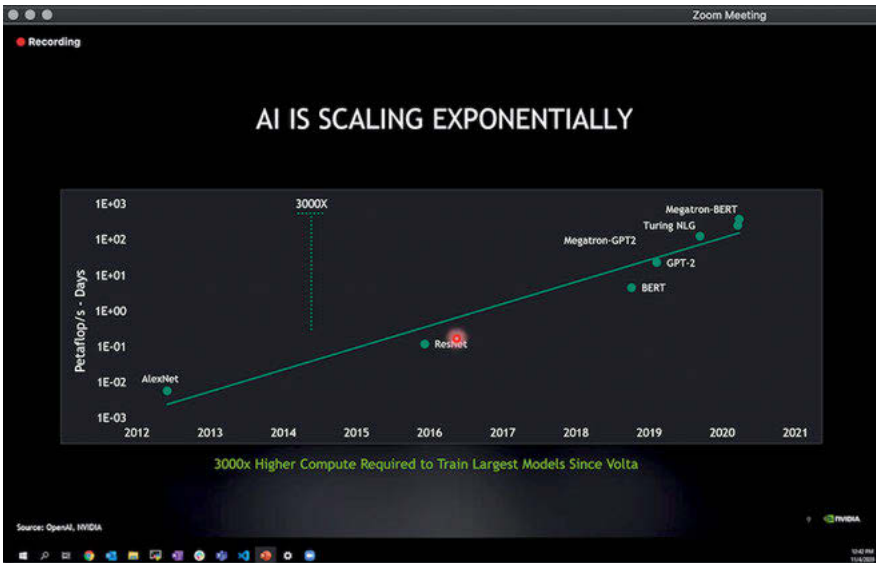 Zoom Meeting
Recording
AI IS SCALING EXPONENTIALLY
Petaflop/s - Days
1E+03
1E+02
1E+01
1E+00
1E-01
1E-02
1E-03
3000X
Megatron-BERT
Turing NLG
Megatron-GPT2
GPT-2
BERT
ResNet
AlexNet
2012 2013 2014 2015 2016 2017 2018 2019 2020 2021
3000x Higher Compute Required to Train Largest Models Since Volta
Source: OpenAI, NVIDIA
NVIDIA
12:42 PM